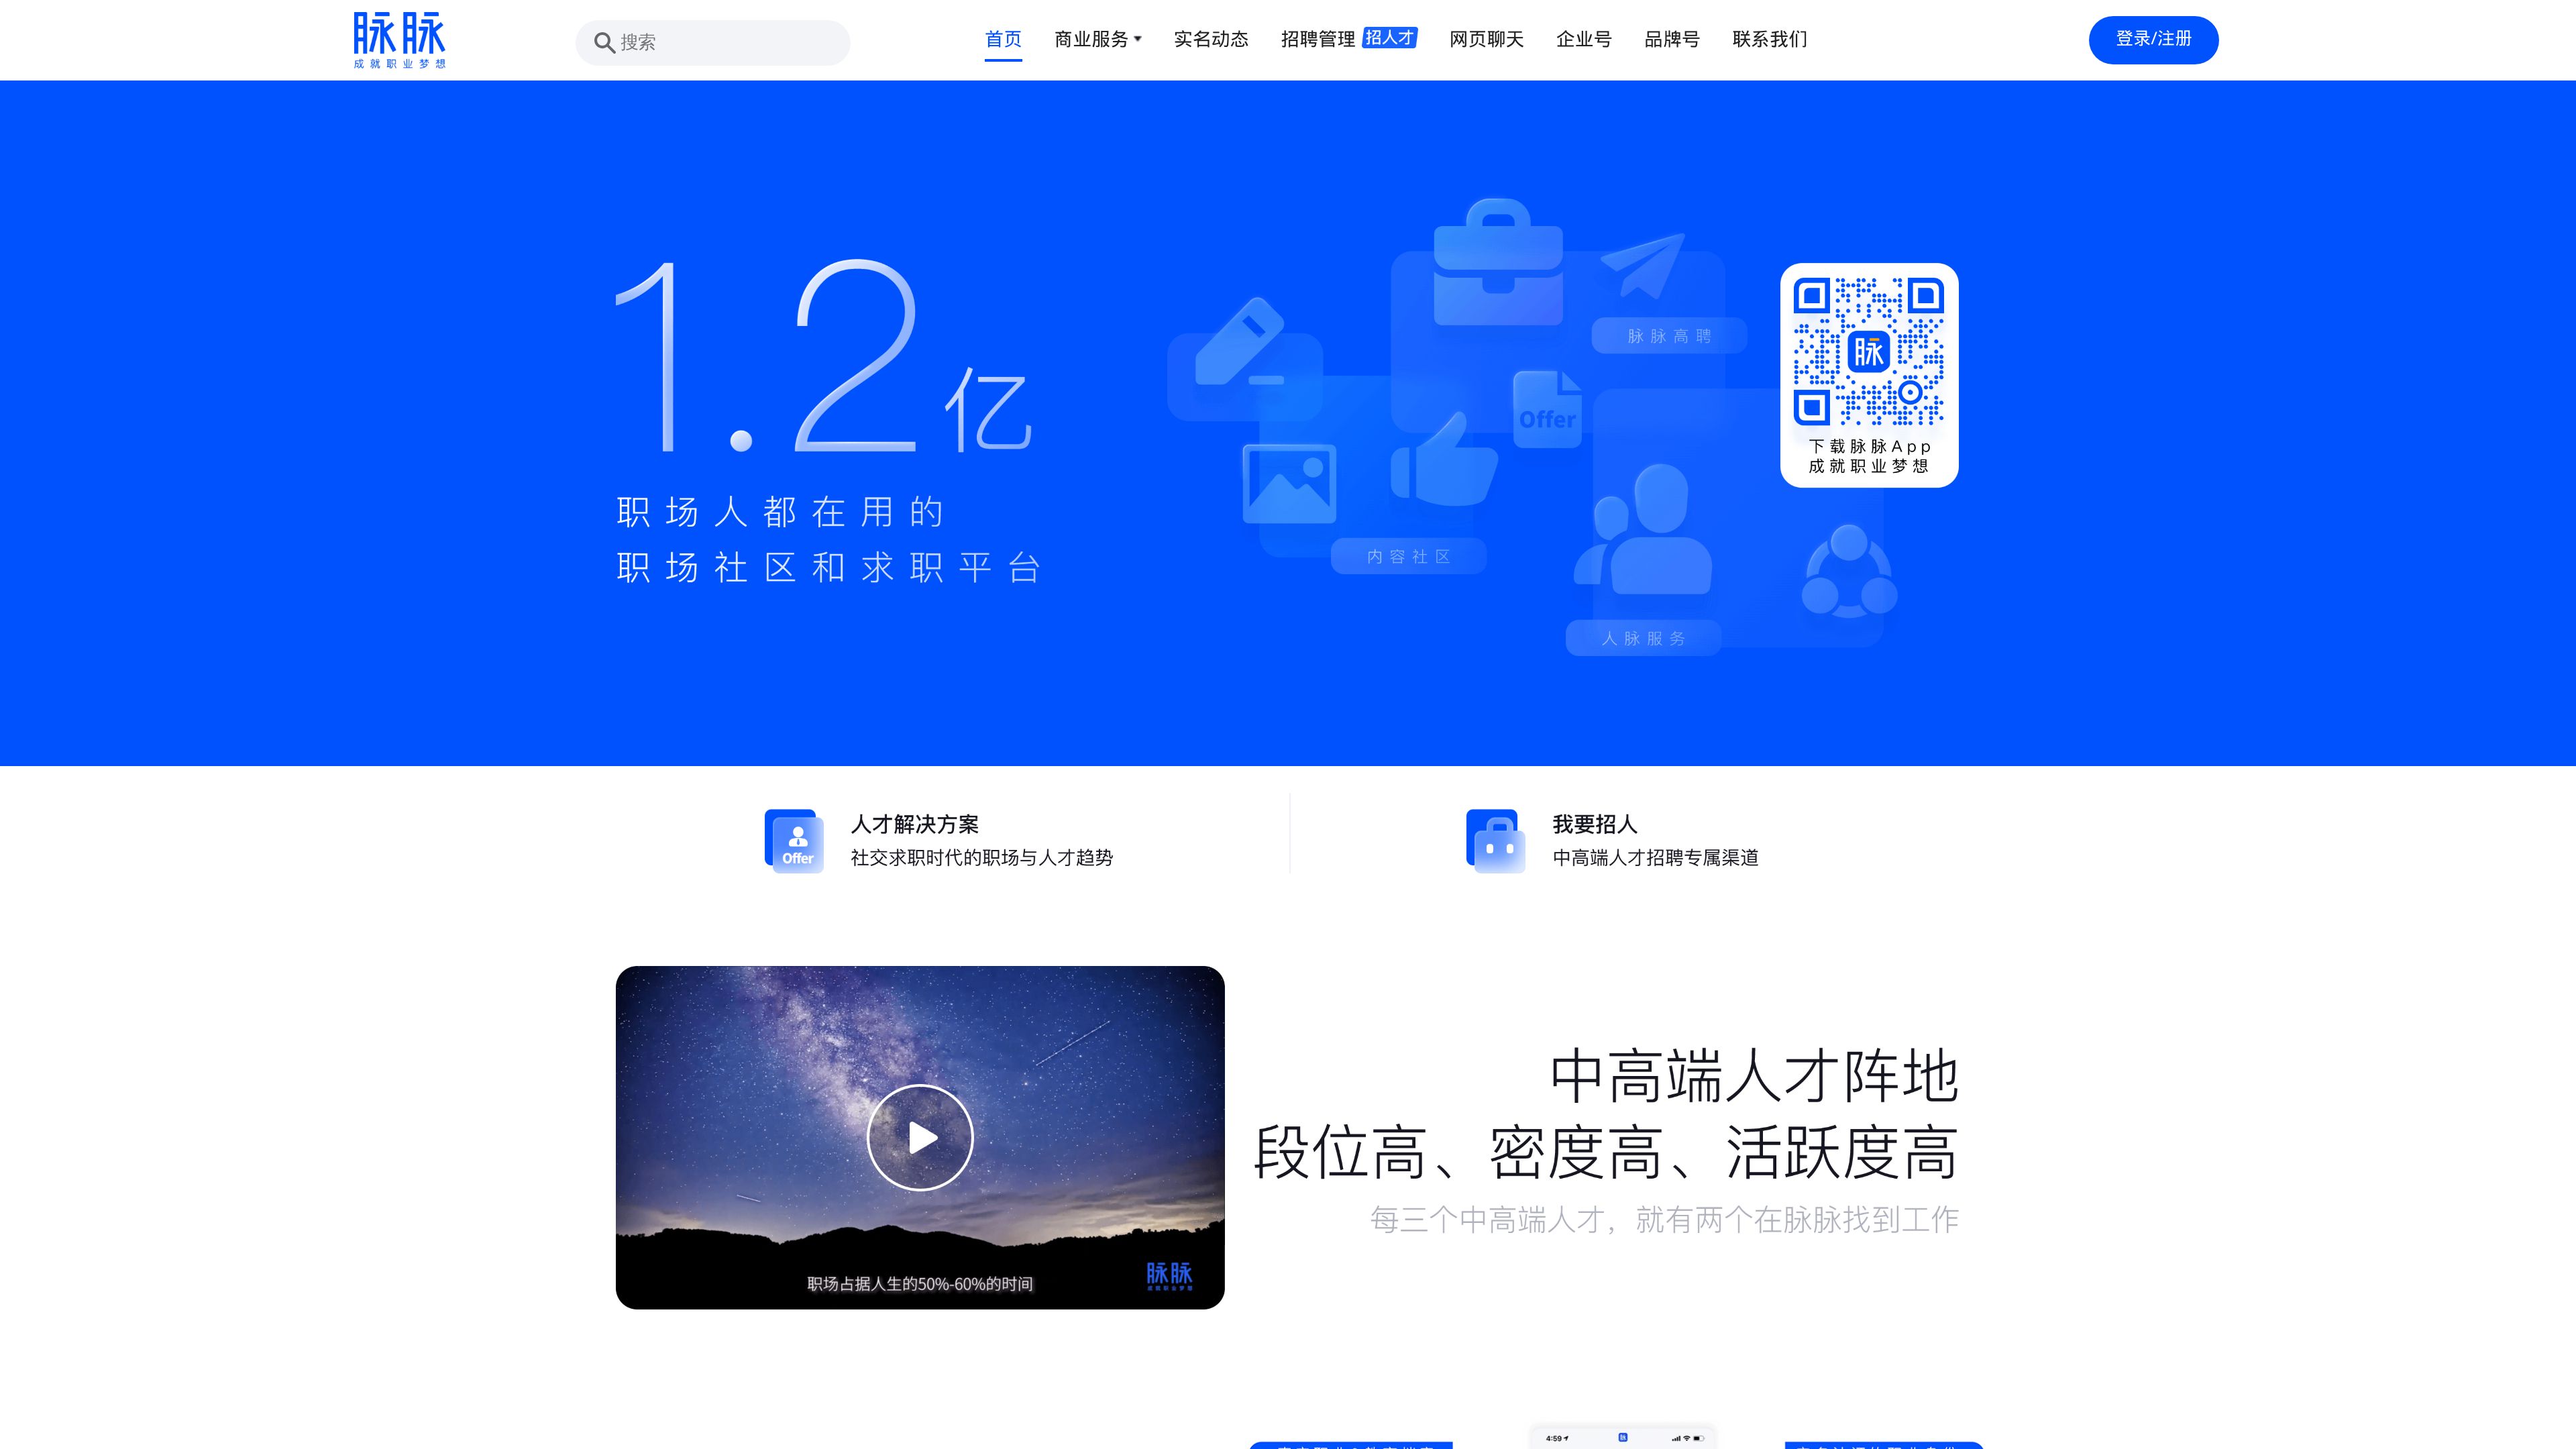 脉脉
成就职业梦想
搜索
首页
商业服务
实名动态
招聘管理 招人才
网页聊天
企业号
品牌号
联系我们
登录/注册
1.2亿
职场人都在用的
职场社区和求职平台
脉脉高聘
Offer
内容社区
人脉服务
脉
下载脉脉App
成就职业梦想
Offer
人才解决方案
社交求职时代的职场与人才趋势
我要招人
中高端人才招聘专属渠道
职场占据人生的50%-60%的时间
脉脉
成就职业梦想
中高端人才阵地
段位高、密度高、活跃度高
每三个中高端人才，就有两个在脉脉找到工作
4:59